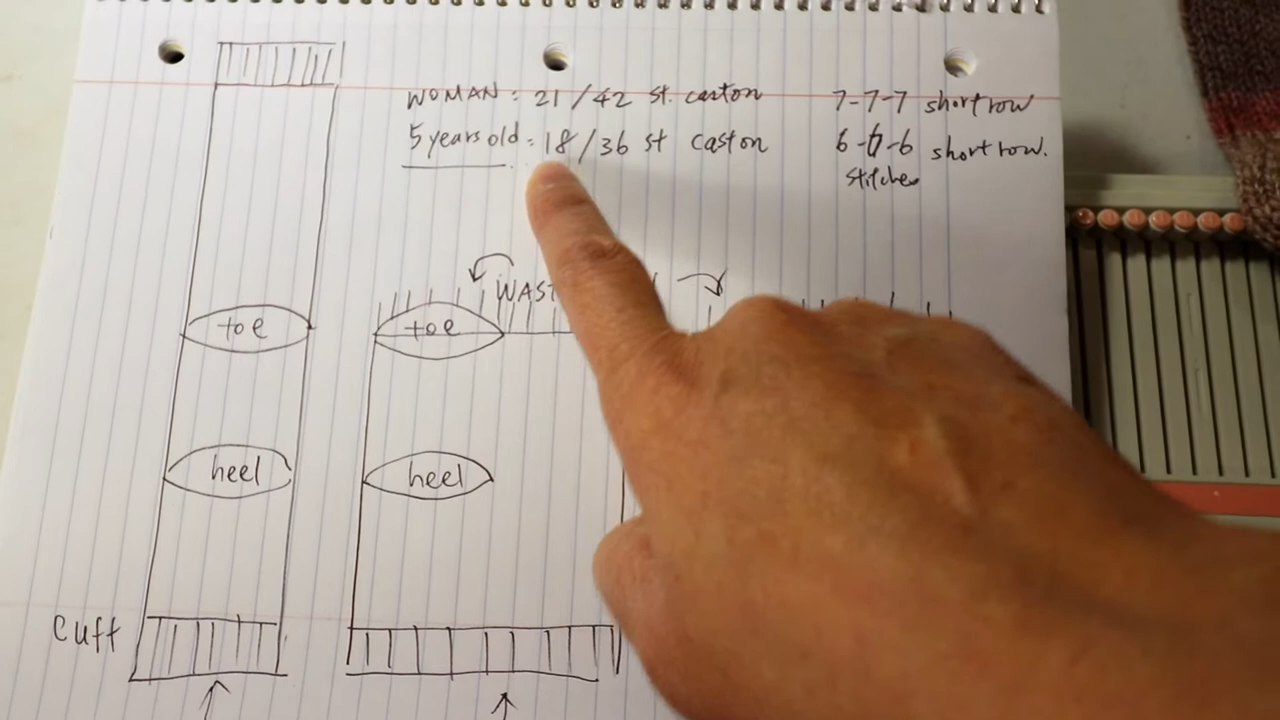 WOMAN : 21 / 42 st. caston 7-7-7 short row
5 years old = 18 / 36 st caston 6-6-6 short row.
stitches
toe toe
heel heel
Cuff